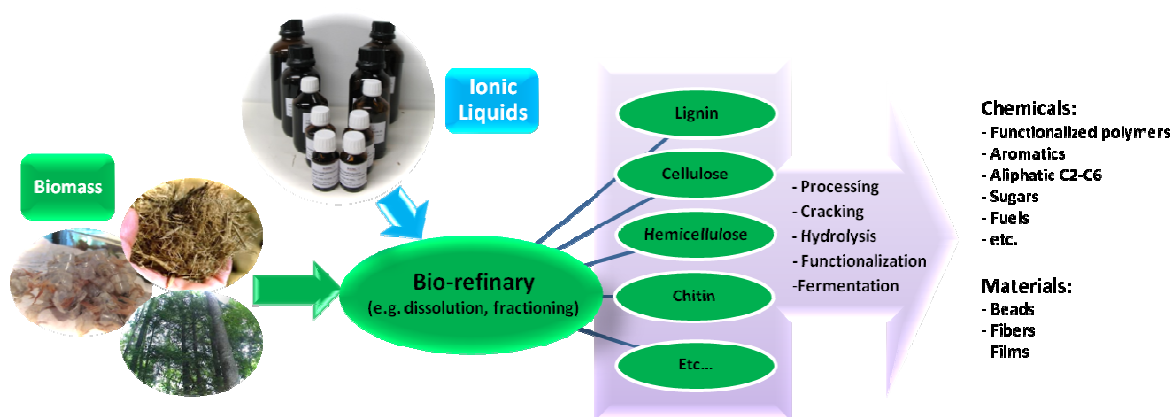 Ionic
Liquids
Biomass
Bio-refinary
(e.g. dissolution, fractioning)
Lignin
Cellulose
Hemicellulose
Chitin
Etc...
- Processing
- Cracking
- Hydrolysis
- Functionalization
-Fermentation
Chemicals:
- Functionalized polymers
- Aromatics
- Aliphatic C2-C6
- Sugars
- Fuels
- etc.
Materials:
- Beads
- Fibers
Films